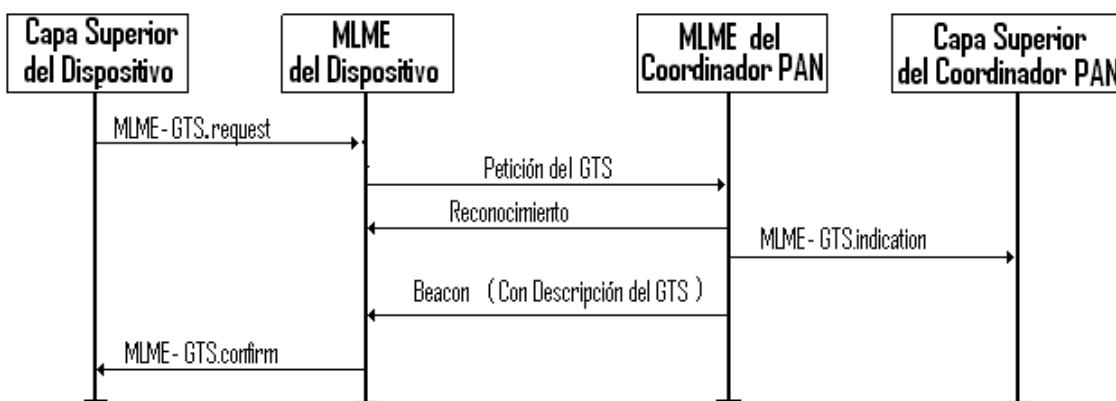 Capa Superior
del Dispositivo
MLME
del Dispositivo
MLME del
Coordinador PAN
Capa Superior
del Coordinador PAN
MLME-GTS.request
Petición del GTS
Reconocimiento
MLME-GTS.indication
Beacon (Con Descripción del GTS)
MLME-GTS.confirm